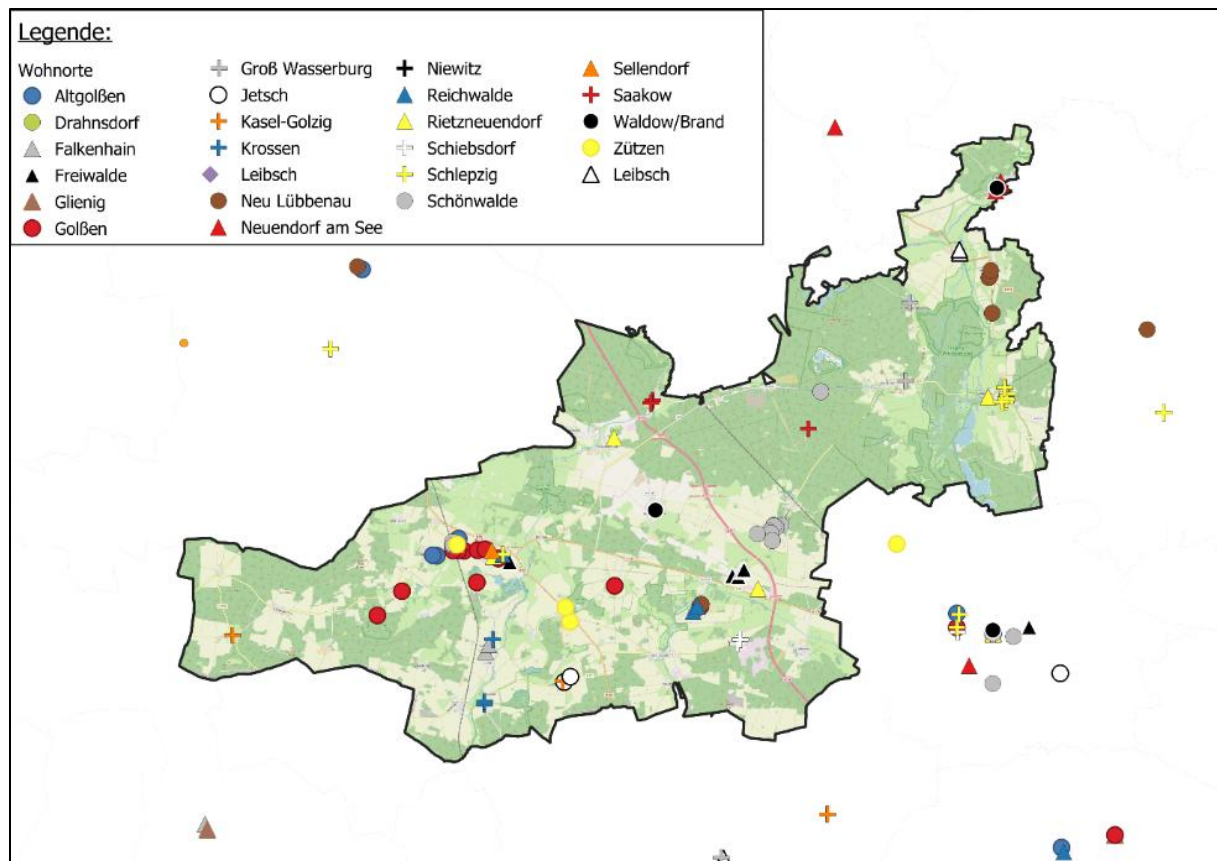 Legende:
Wohnorte
Altgolßen
Drahnsdorf
Falkenhain
Freiwalde
Glienig
Golßen
Groß Wasserburg
Jetsch
Kasel-Golzig
Krossen
Leibsch
Neu Lübbenau
Neuendorf am See
Niewitz
Reichwalde
Rietzneuendorf
Schiebsdorf
Schlepzig
Schönwalde
Sellendorf
Saakow
Waldow/Brand
Zützen
Leibsch